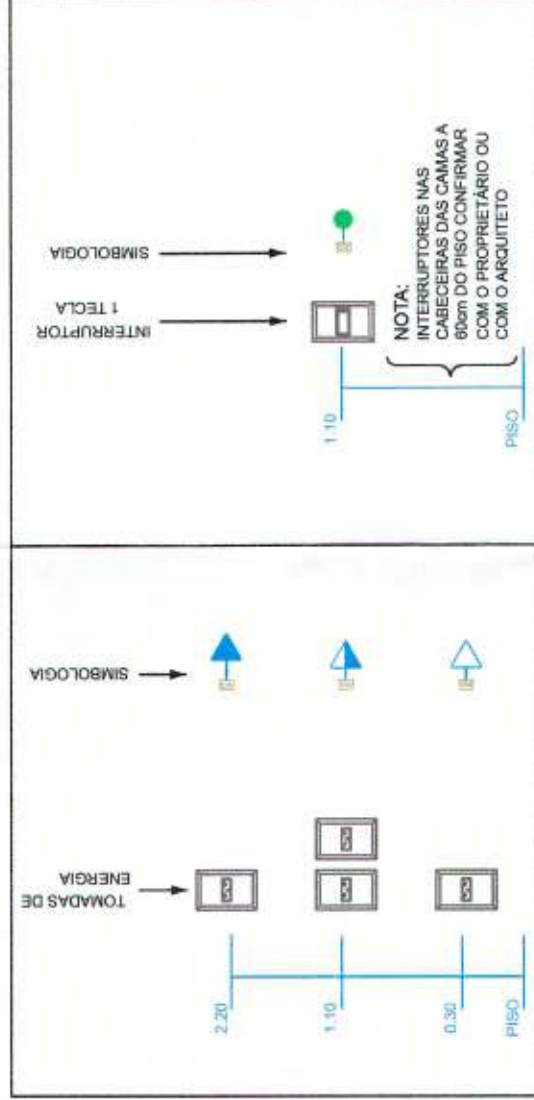 TOMADAS DE
ENERGIA
SIMBOLOGIA
2.20
1.10
0.30
PISO
INTERRUPTOR
1 TECLA
SIMBOLOGIA
1.10
NOTA:
INTERRUPTORES NAS
CABECEIRAS DAS CAMAS A
60cm DO PISO CONFIRMAR
COM O PROPRIETÁRIO OU
COM O ARQUITETO
PISO